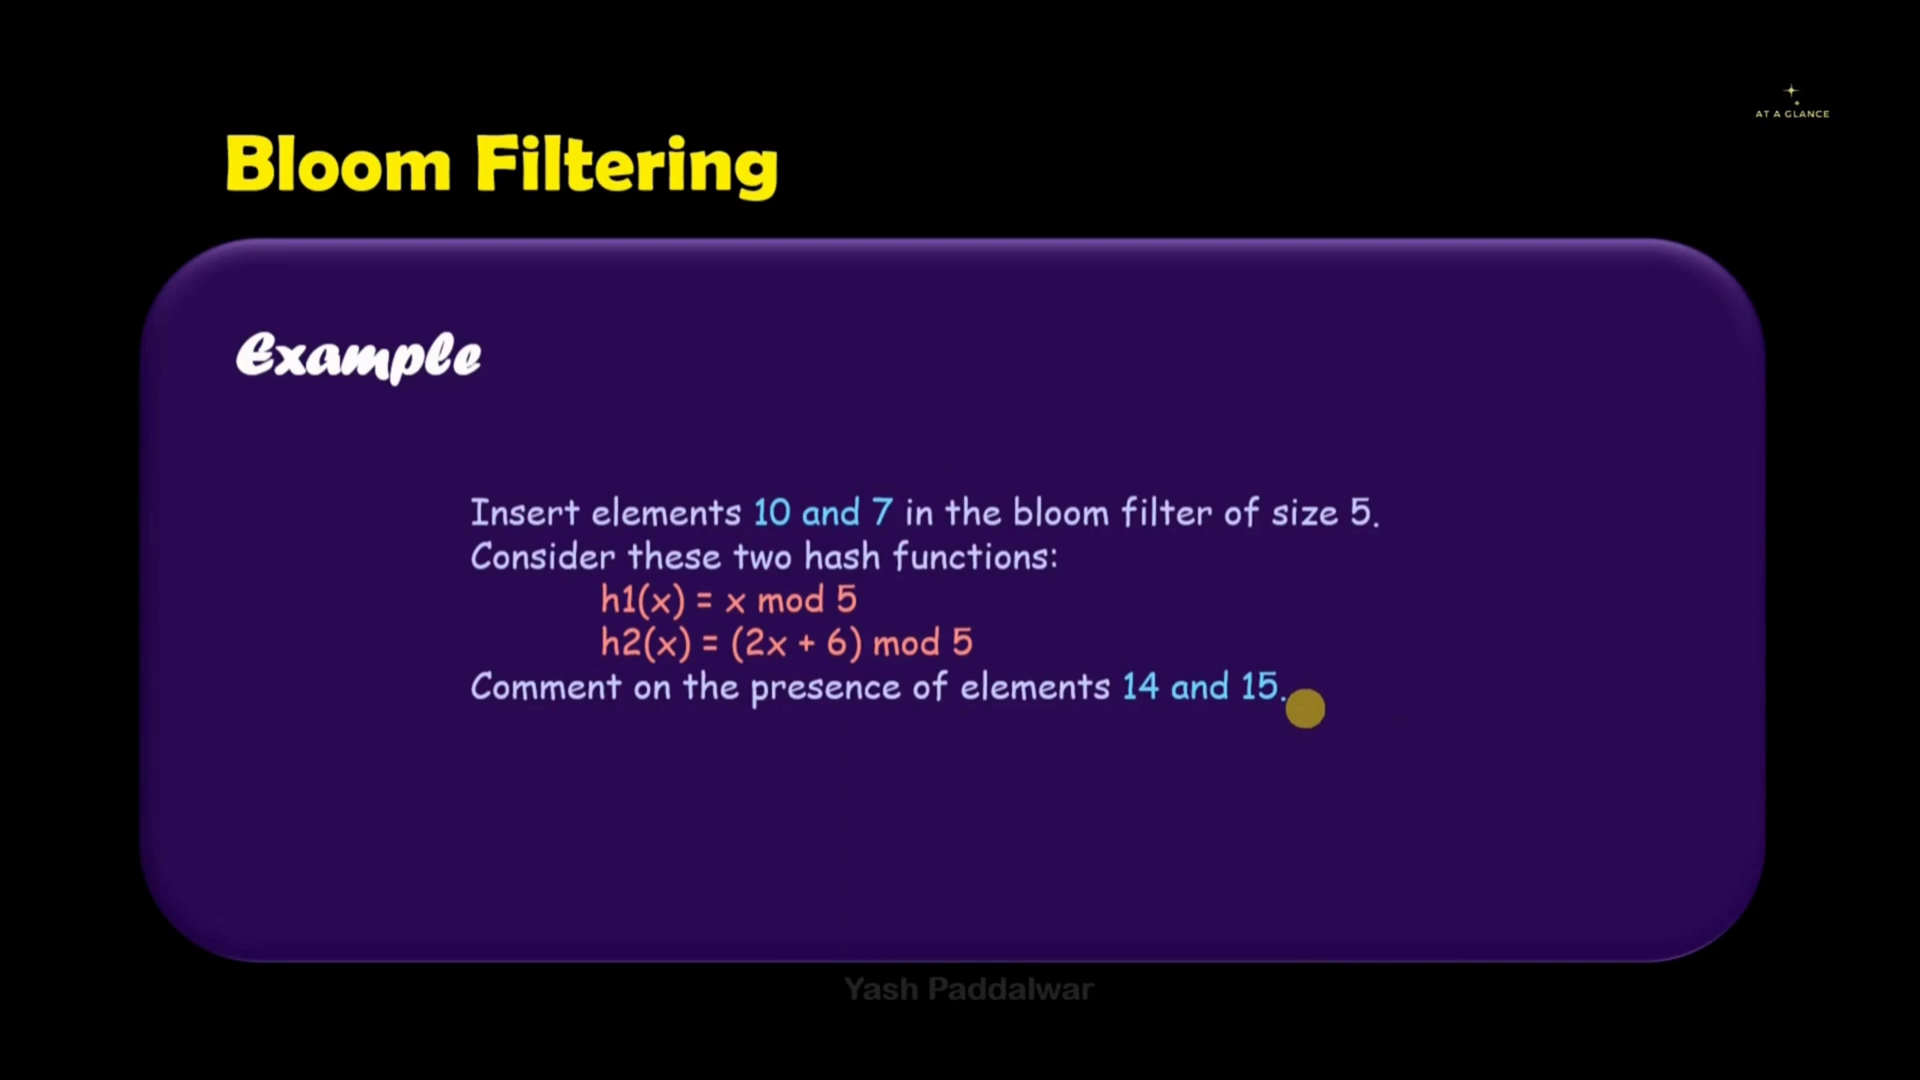 AT A GLANCE
Bloom Filtering
Example
Insert elements 10 and 7 in the bloom filter of size 5.
Consider these two hash functions:
h1(x) = x mod 5
h2(x) = (2x + 6) mod 5
Comment on the presence of elements 14 and 15.
Yash Paddalwar